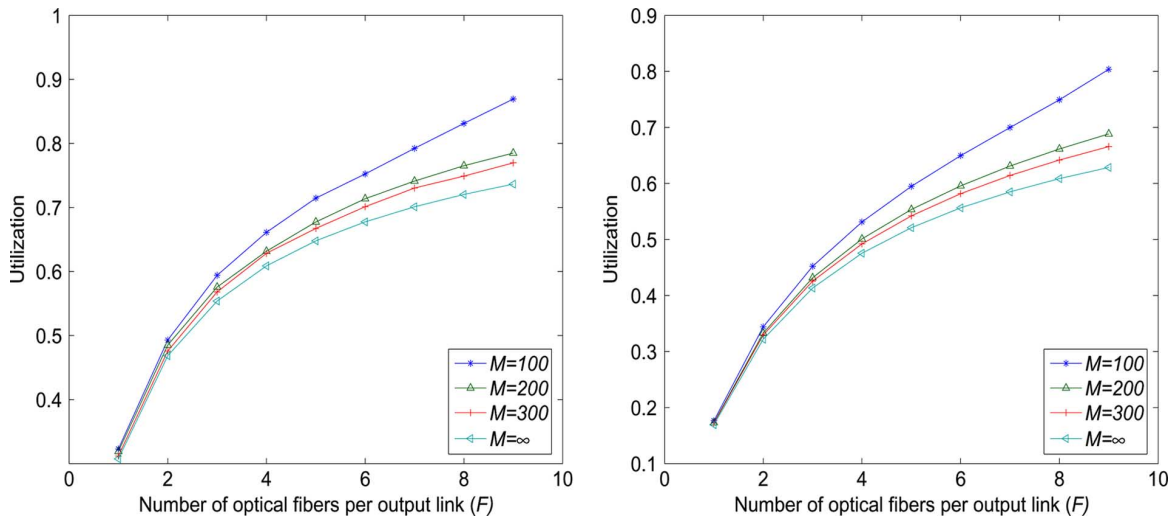 1
0.9
0.8
0.7
0.6
0.5
0.4
0
2
4
6
8
10
Utilization
Number of optical fibers per output link (F)
M=100
M=200
M=300
M=∞
0.9
0.8
0.7
0.6
0.5
0.4
0.3
0.2
0.1
0
2
4
6
8
10
Utilization
Number of optical fibers per output link (F)
M=100
M=200
M=300
M=∞